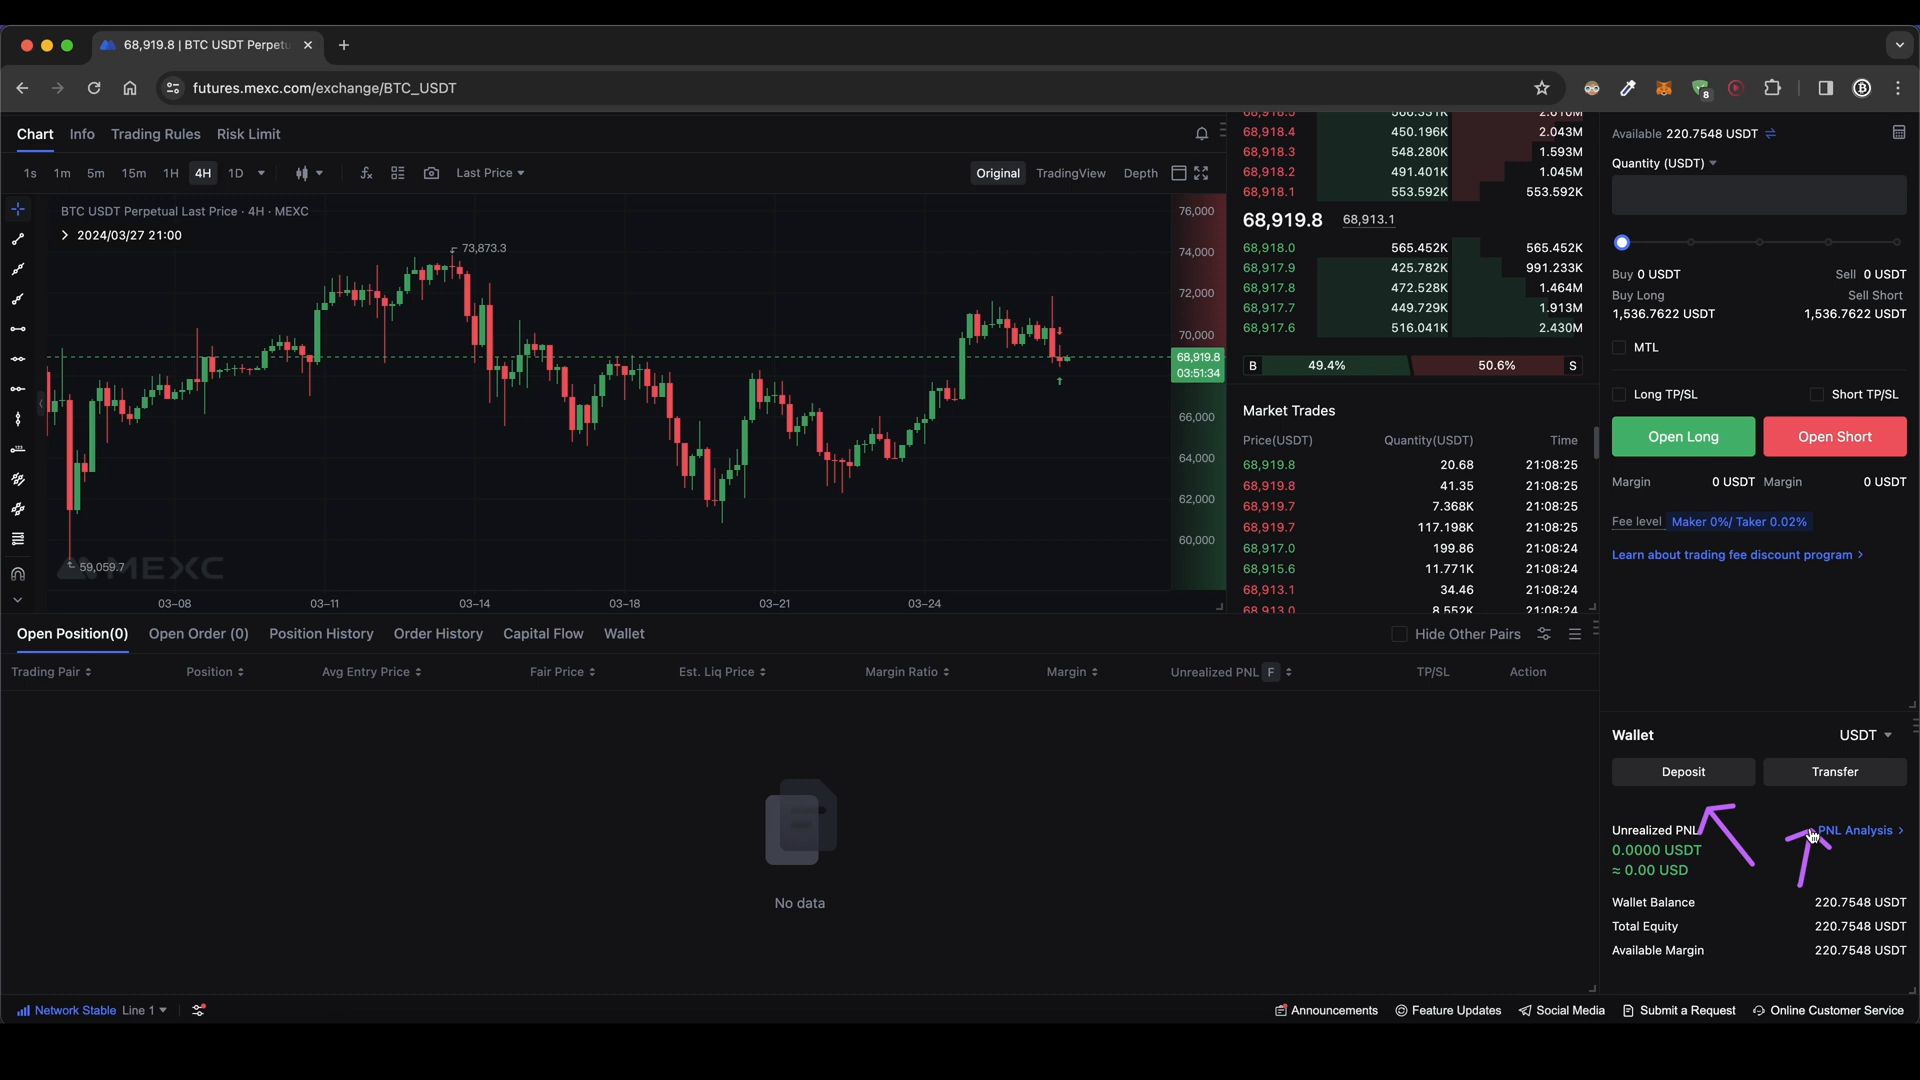 68,919.8 | BTC USDT Perpetu
futures.mexc.com/exchange/BTC_USDT
8
Chart Info Trading Rules Risk Limit
1s 1m 5m 15m 1H 4H 1D Last Price Original TradingView Depth
BTC USDT Perpetual Last Price · 4H · MEXC
2024/03/27 21:00
73,873.3
59,059.7
MEXC
76,000
74,000
72,000
70,000
68,919.8
03:51:34
66,000
64,000
62,000
60,000
03-08 03-11 03-14 03-18 03-21 03-24
68,918.4 450.196K 2.043M
68,918.3 548.280K 1.593M
68,918.2 491.401K 1.045M
68,918.1 553.592K 553.592K
68,919.8 68,913.1
68,918.0 565.452K 565.452K
68,917.9 425.782K 991.233K
68,917.8 472.528K 1.464M
68,917.7 449.729K 1.913M
68,917.6 516.041K 2.430M
B 49.4% 50.6% S
Market Trades
Price(USDT) Quantity(USDT) Time
68,919.8 20.68 21:08:25
68,919.8 41.35 21:08:25
68,919.7 7.368K 21:08:25
68,919.7 117.198K 21:08:25
68,917.0 199.86 21:08:24
68,915.6 11.771K 21:08:24
68,913.1 34.46 21:08:24
68,913.0 8.552K 21:08:24
Available 220.7548 USDT
Quantity (USDT)
Buy 0 USDT Sell 0 USDT
Buy Long Sell Short
1,536.7622 USDT 1,536.7622 USDT
MTL
Long TP/SL Short TP/SL
Open Long Open Short
Margin 0 USDT Margin 0 USDT
Fee level Maker 0%/ Taker 0.02%
Learn about trading fee discount program >
Open Position(0) Open Order (0) Position History Order History Capital Flow Wallet Hide Other Pairs
Trading Pair Position Avg Entry Price Fair Price Est. Liq Price Margin Ratio Margin Unrealized PNL F TP/SL Action
No data
Wallet USDT
Deposit Transfer
Unrealized PNL PNL Analysis >
0.0000 USDT
≈ 0.00 USD
Wallet Balance 220.7548 USDT
Total Equity 220.7548 USDT
Available Margin 220.7548 USDT
Network Stable Line 1 Announcements Feature Updates Social Media Submit a Request Online Customer Service